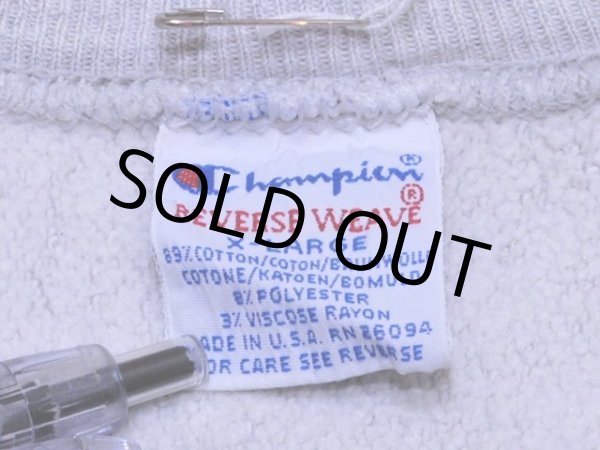 Champion®
REVERSE WEAVE®
X-LARGE
89% COTTON/COTON/BAUMWOLLE
COTONE/KATOEN/BOMULD
8% POLYESTER
3% VISCOSE RAYON
MADE IN U.S.A. RN 26094
FOR CARE SEE REVERSE
SOLD OUT